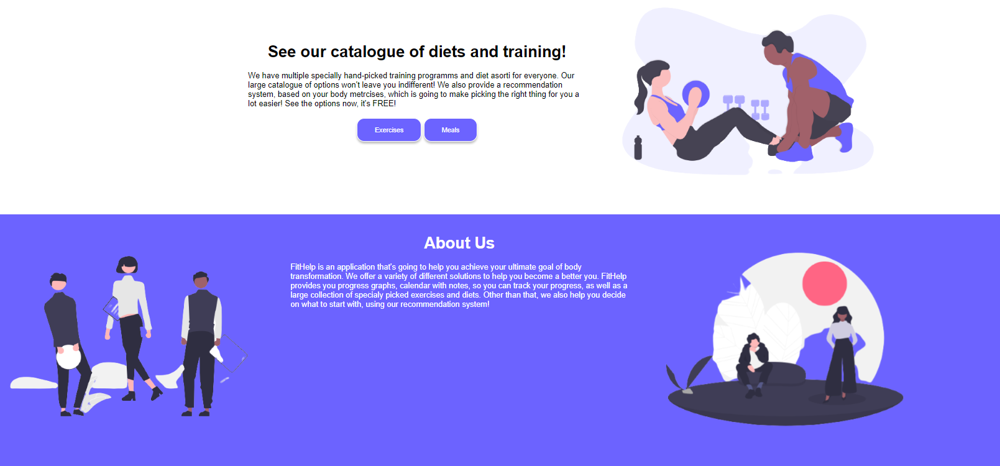 See our catalogue of diets and training!
We have multiple specially hand-picked training programms and diet asorti for everyone. Our
large catalogue of options won't leave you indifferent! We also provide a recommendation
system, based on your body metrcises, which is going to make picking the right thing for you a
lot easier! See the options now, it's FREE!
Exercises
Meals
About Us
FitHelp is an application that's going to help you achieve your ultimate goal of body
transformation. We offer a variety of different solutions to help you become a better you. FitHelp
provides you progress graphs, calendar with notes, so you can track your progress, as well as a
large collection of specialy picked exercises and diets. Other than that, we also help you decide
on what to start with, using our recommendation system!